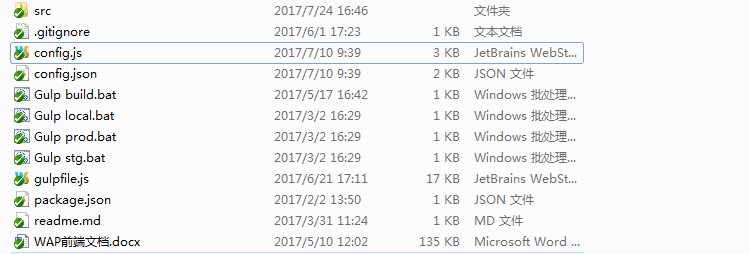 src 2017/7/24 16:46 文件夹
.gitignore 2017/6/1 17:23 1 KB 文本文档
config.js 2017/7/10 9:39 3 KB JetBrains WebSt...
config.json 2017/7/10 9:39 2 KB JSON 文件
Gulp build.bat 2017/5/17 16:42 1 KB Windows 批处理...
Gulp local.bat 2017/3/2 16:29 1 KB Windows 批处理...
Gulp prod.bat 2017/3/2 16:29 1 KB Windows 批处理...
Gulp stg.bat 2017/3/2 16:29 1 KB Windows 批处理...
gulpfile.js 2017/6/21 17:11 17 KB JetBrains WebSt...
package.json 2017/2/2 13:50 1 KB JSON 文件
readme.md 2017/3/31 11:24 1 KB MD 文件
WAP前端文档.docx 2017/5/10 12:02 135 KB Microsoft Word ...